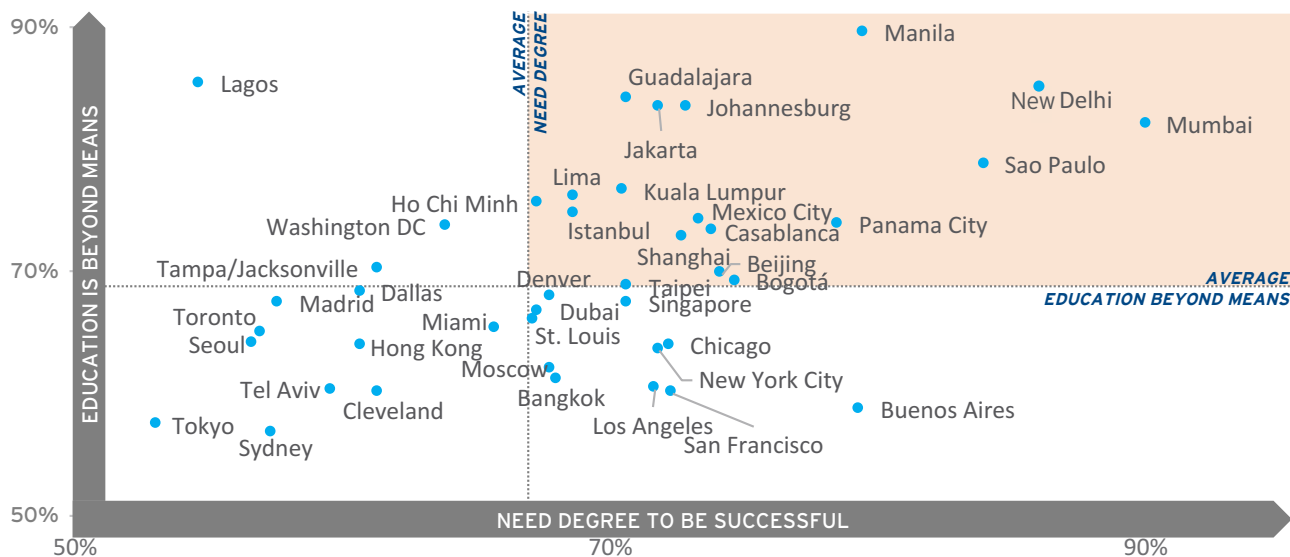 90%
Manila
AVERAGE
NEED DEGREE
Guadalajara
Lagos
New Delhi
Johannesburg
Mumbai
Jakarta
Sao Paulo
Lima
Kuala Lumpur
Ho Chi Minh
Mexico City
Washington DC
Istanbul
Casablanca
Panama City
Shanghai
Beijing
70%
Tampa/Jacksonville
Denver
Bogotá
AVERAGE
EDUCATION BEYOND MEANS
Dallas
Taipei
Madrid
Singapore
Dubai
Toronto
Miami
St. Louis
Seoul
Hong Kong
Chicago
Moscow
New York City
Tel Aviv
Bangkok
Cleveland
Buenos Aires
Los Angeles
Tokyo
San Francisco
Sydney
EDUCATION IS BEYOND MEANS
50%
NEED DEGREE TO BE SUCCESSFUL
50%
70%
90%